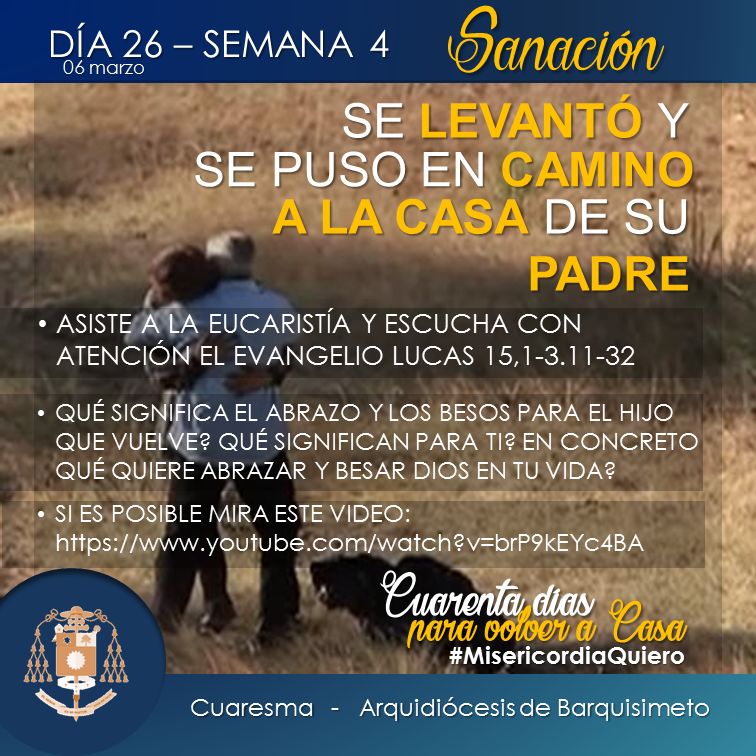 DÍA 26 – SEMANA 4
06 marzo
Sanación
SE LEVANTÓ Y
SE PUSO EN CAMINO
A LA CASA DE SU
PADRE
• ASISTE A LA EUCARISTÍA Y ESCUCHA CON
ATENCIÓN EL EVANGELIO LUCAS 15,1-3.11-32
• QUÉ SIGNIFICA EL ABRAZO Y LOS BESOS PARA EL HIJO
QUE VUELVE? QUÉ SIGNIFICAN PARA TI? EN CONCRETO
QUÉ QUIERE ABRAZAR Y BESAR DIOS EN TU VIDA?
• SI ES POSIBLE MIRA ESTE VIDEO:
https://www.youtube.com/watch?v=brP9kEYc4BA
Cuarenta días
para volver a Casa
#MisericordiaQuiero
Cuaresma - Arquidiócesis de Barquisimeto